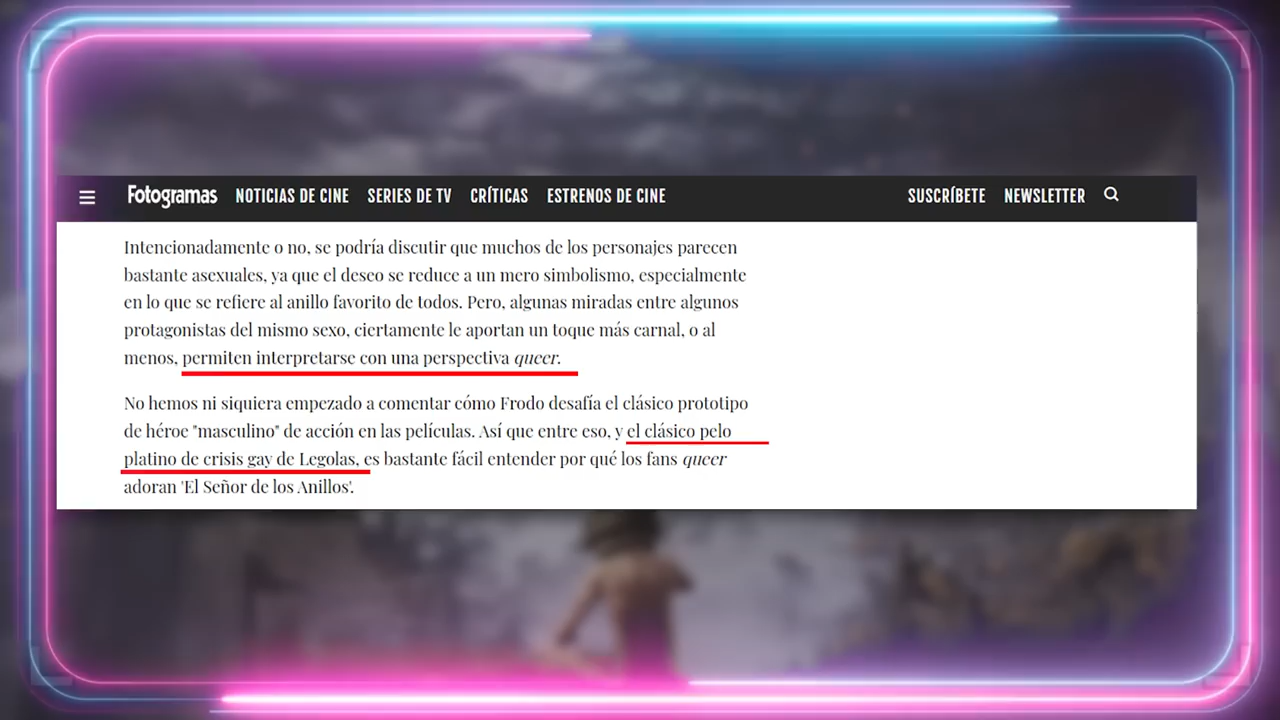 Fotogramas NOTICIAS DE CINE SERIES DE TV CRÍTICAS ESTRENOS DE CINE SUSCRÍBETE NEWSLETTER
Intencionadamente o no, se podría discutir que muchos de los personajes parecen
bastante asexuales, ya que el deseo se reduce a un mero simbolismo, especialmente
en lo que se refiere al anillo favorito de todos. Pero, algunas miradas entre algunos
protagonistas del mismo sexo, ciertamente le aportan un toque más carnal, o al
menos, permiten interpretarse con una perspectiva queer.
No hemos ni siquiera empezado a comentar cómo Frodo desafía el clásico prototipo
de héroe "masculino" de acción en las películas. Así que entre eso, y el clásico pelo
platino de crisis gay de Legolas, es bastante fácil entender por qué los fans queer
adoran 'El Señor de los Anillos'.